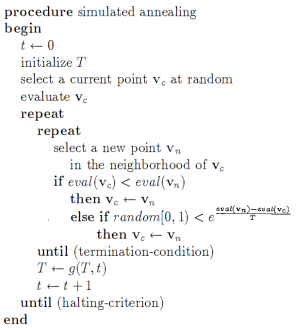 procedure simulated annealing
begin
t ← 0
initialize T
select a current point v_c at random
evaluate v_c
repeat
repeat
select a new point v_n
in the neighborhood of v_c
if eval(v_c) < eval(v_n)
then v_c ← v_n
else if random[0, 1) < e^{\frac{eval(v_n)-eval(v_c)}{T}}
then v_c ← v_n
until (termination-condition)
T ← g(T, t)
t ← t + 1
until (halting-criterion)
end